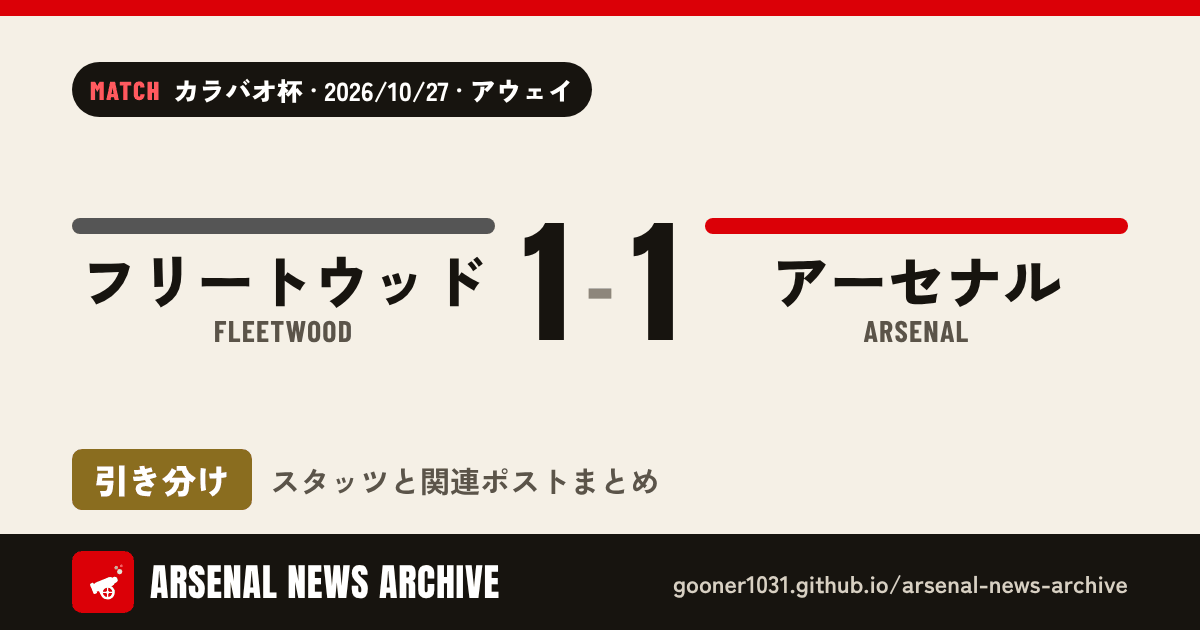 MATCH カラバオ杯 · 2026/10/27 · アウェイ
フリートウッド 1 - 1 アーセナル
FLEETWOOD ARSENAL
引き分け スタッツと関連ポストまとめ
ARSENAL NEWS ARCHIVE gooner1031.github.io/arsenal-news-archive